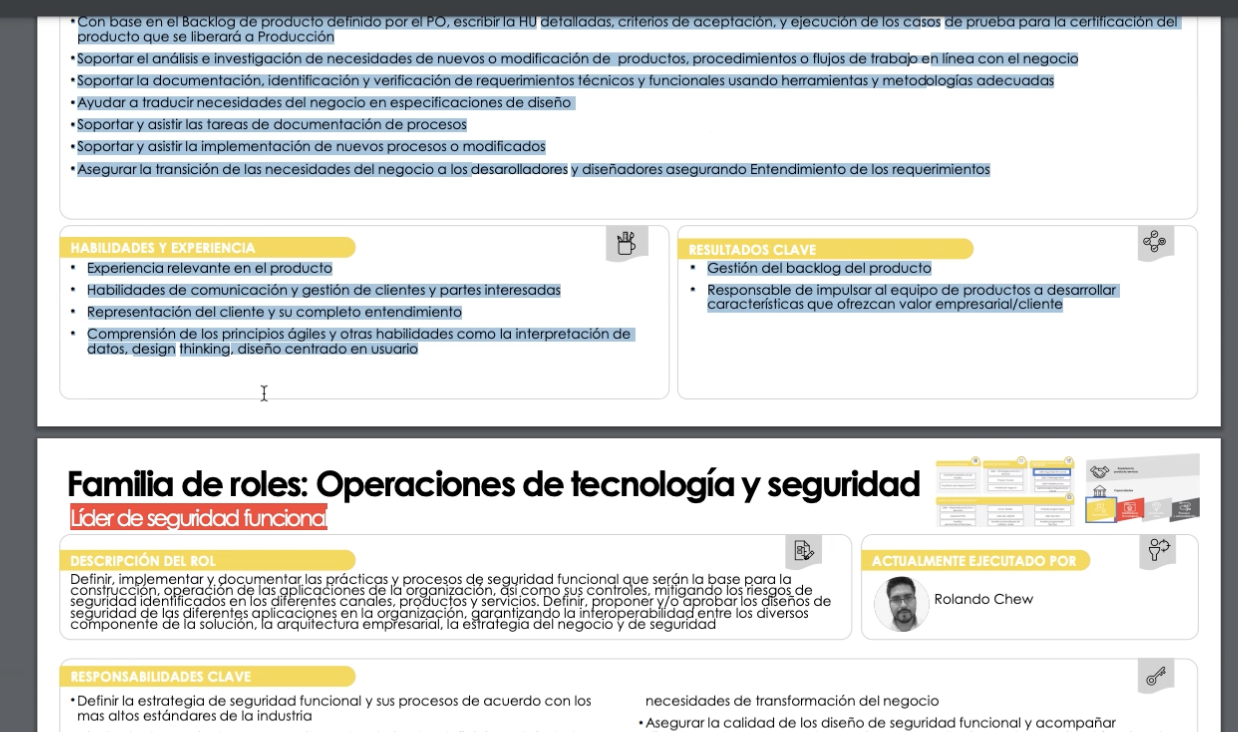 •Con base en el Backlog de producto definido por el PO, escribir la HU detalladas, criterios de aceptación, y ejecución de los casos de prueba para la certificación del
producto que se liberará a Producción
•Soportar el análisis e investigación de necesidades de nuevos o modificación de productos, procedimientos o flujos de trabajo en línea con el negocio
•Soportar la documentación, identificación y verificación de requerimientos técnicos y funcionales usando herramientas y metodologías adecuadas
•Ayudar a traducir necesidades del negocio en especificaciones de diseño
•Soportar y asistir las tareas de documentación de procesos
•Soportar y asistir la implementación de nuevos procesos o modificados
•Asegurar la transición de las necesidades del negocio a los desarolladores y diseñadores asegurando Entendimiento de los requerimientos
HABILIDADES Y EXPERIENCIA
• Experiencia relevante en el producto
• Habilidades de comunicación y gestión de clientes y partes interesadas
• Representación del cliente y su completo entendimiento
• Comprensión de los principios ágiles y otras habilidades como la interpretación de
datos, design thinking, diseño centrado en usuario
RESULTADOS CLAVE
• Gestión del backlog del producto
• Responsable de impulsar al equipo de productos a desarrollar
características que ofrezcan valor empresarial/cliente
Familia de roles: Operaciones de tecnología y seguridad
Líder de seguridad funcional
DESCRIPCIÓN DEL ROL
Definir, implementar y documentar las prácticas y procesos de seguridad funcional que serán la base para la
construcción, operación de las aplicaciones de la organización, así como sus controles, mitigando los riesgos de
seguridad identificados en los diferentes canales, productos y servicios. Definir, proponer y/o aprobar los diseños de
seguridad de las diferentes aplicaciones en la organización, garantizando la interoperabilidad entre los diversos
componente de la solución, la arquitectura empresarial, la estrategia del negocio y de seguridad
ACTUALMENTE EJECUTADO POR
Rolando Chew
RESPONSABILIDADES CLAVE
•Definir la estrategia de seguridad funcional y sus procesos de acuerdo con los
mas altos estándares de la industria
necesidades de transformación del negocio
•Asegurar la calidad de los diseño de seguridad funcional y acompañar